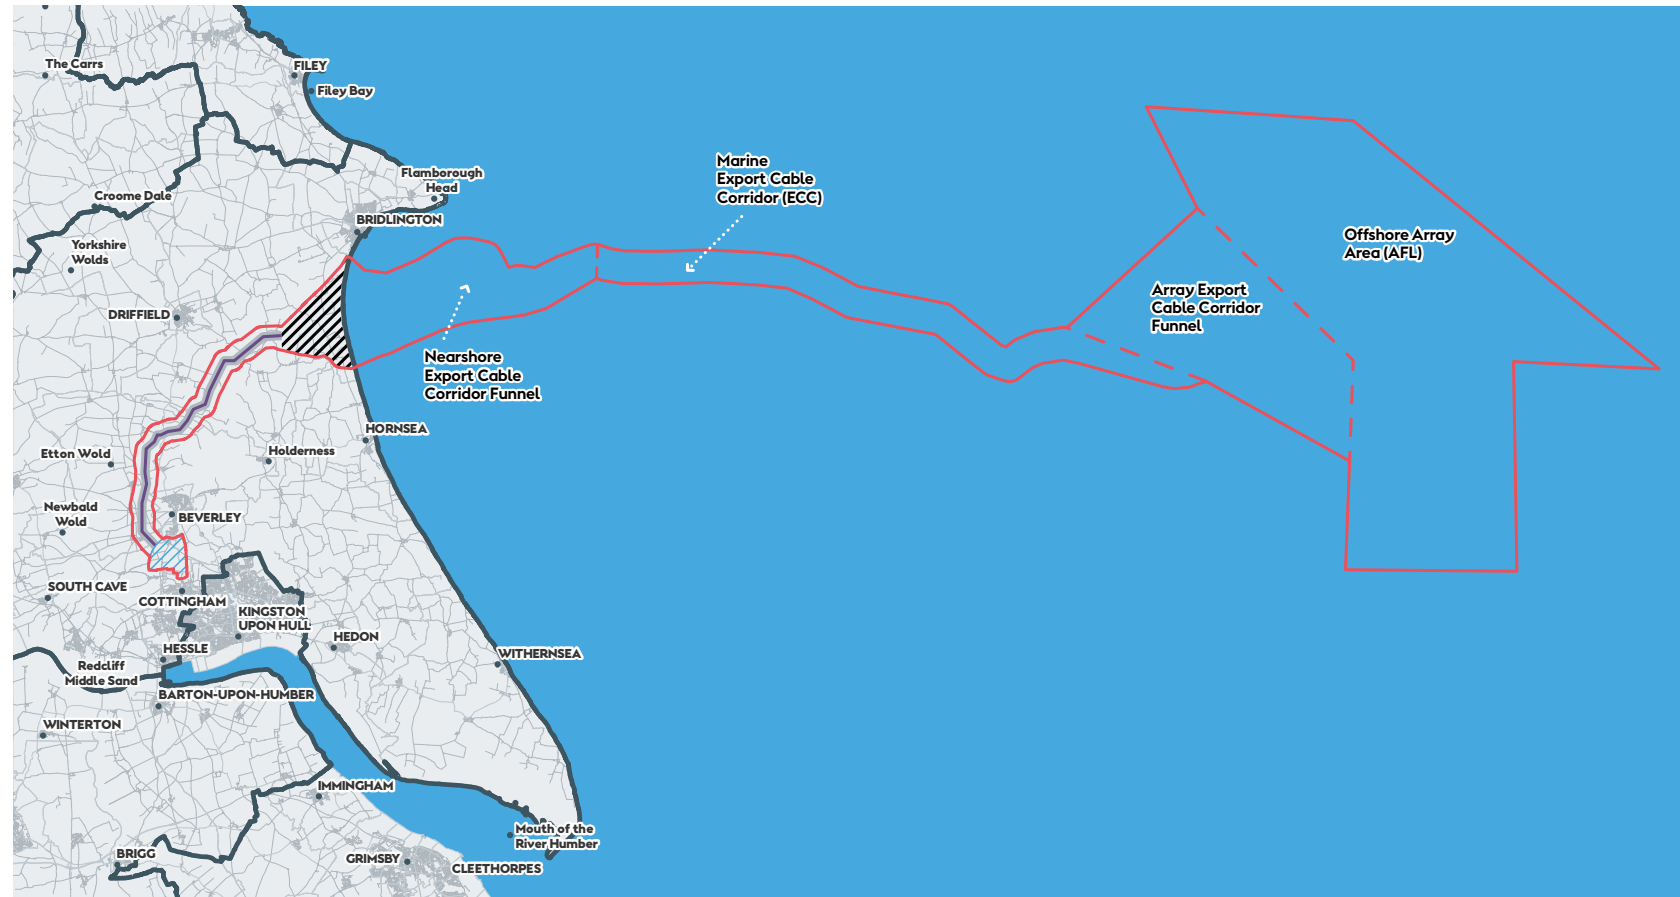 The Carrs
FILEY
Filey Bay
Flamborough
Head
Croome Dale
BRIDLINGTON
Yorkshire
Wolds
DRIFFIELD
Marine
Export Cable
Corridor (ECC)
Offshore Array
Area (AFL)
Array Export
Cable Corridor
Funnel
Nearshore
Export Cable
Corridor Funnel
HORNSEA
Etton Wold
Holderness
Newbald
Wold
BEVERLEY
SOUTH CAVE
COTTINGHAM
KINGSTON
UPON HULL
HEDON
HESSLE
WITHERNSEA
Redcliff
Middle Sand
BARTON-UPON-HUMBER
WINTERTON
IMMINGHAM
Mouth of the
River Humber
BRIGG
GRIMSBY
CLEETHORPES